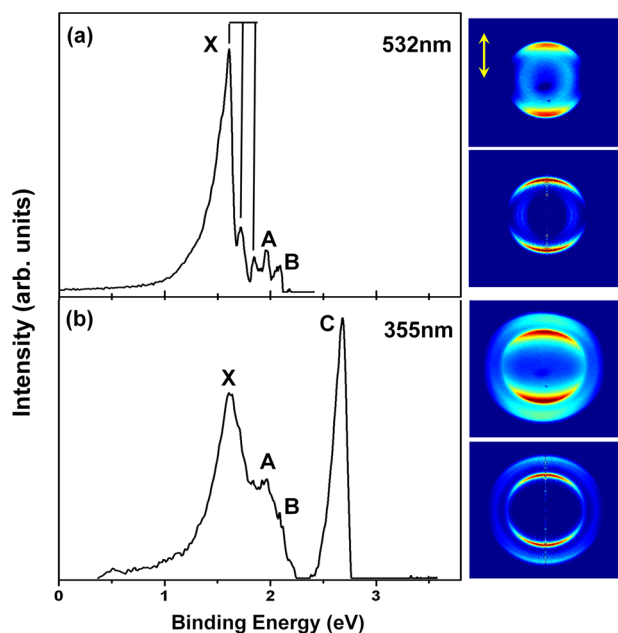 (a)
X
532nm
A
B
(b)
C
355nm
X
A
B
0
1
2
3
Binding Energy (eV)
Intensity (arb. units)